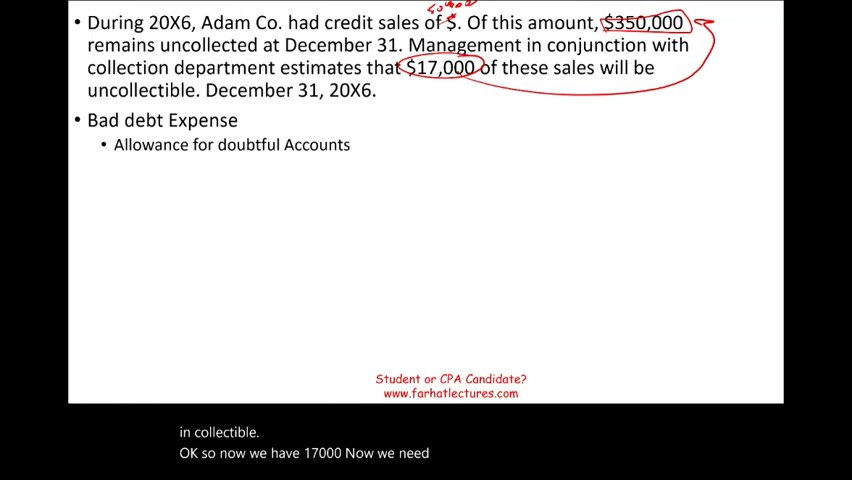 • During 20X6, Adam Co. had credit sales of $. Of this amount, $350,000
remains uncollected at December 31. Management in conjunction with
collection department estimates that $17,000 of these sales will be
uncollectible. December 31, 20X6.
• Bad debt Expense
• Allowance for doubtful Accounts
Student or CPA Candidate?
www.farhatlectures.com
in collectible.
OK so now we have 17000 Now we need